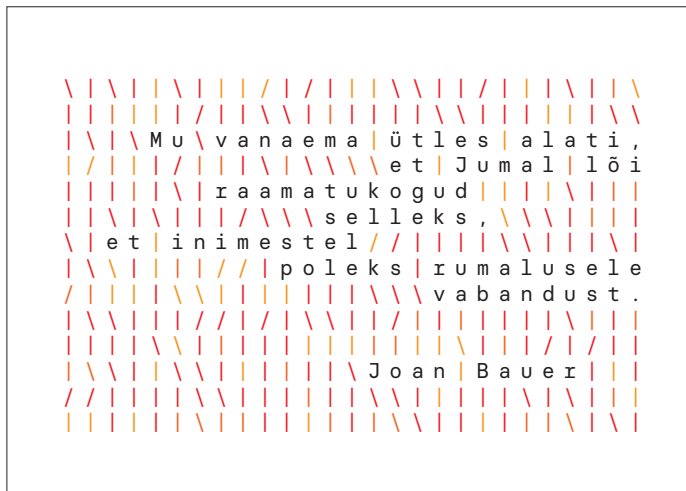 Mu vanaema ütles alati,
et Jumal lõi
raamatukogud
selleks,
et inimestel
poleks rumalusele
vabandust.
Joan Bauer